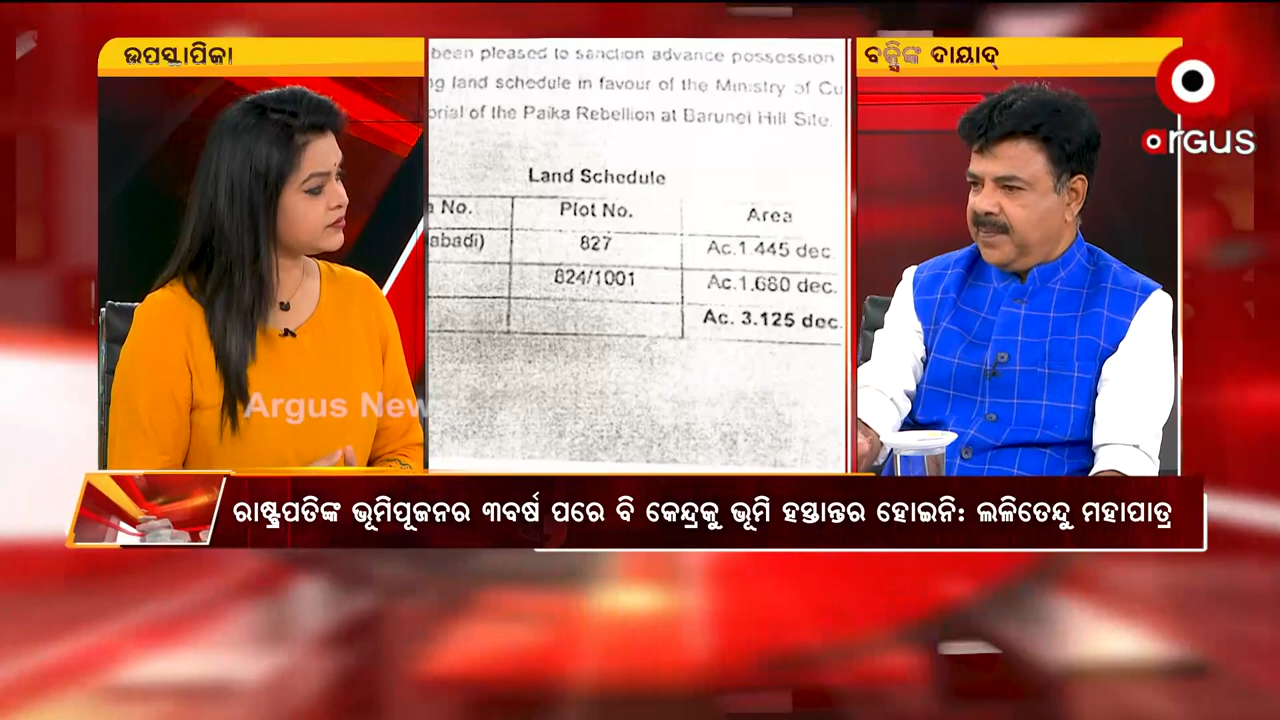 ଉପସ୍ଥାପିକା
been pleased to sanction advance possession
land schedule in favour of the Ministry of Cu
orial of the Paika Rebellion at Barunei Hill Site.
Land Schedule
No. Plot No. Area
abadi) 827 Ac.1.445 dec.
824/1001 Ac.1.680 dec.
Ac. 3.125 dec.
ବକ୍ସିଙ୍କ ଦାୟାଦ୍
argus
Argus New
ରାଷ୍ଟ୍ରପତିଙ୍କ ଭୂମିପୂଜନର ୩ବର୍ଷ ପରେ ବି କେନ୍ଦ୍ରକୁ ଭୂମି ହସ୍ତାନ୍ତର ହୋଇନି: ଲଳିତେନ୍ଦୁ ମହାପାତ୍ର